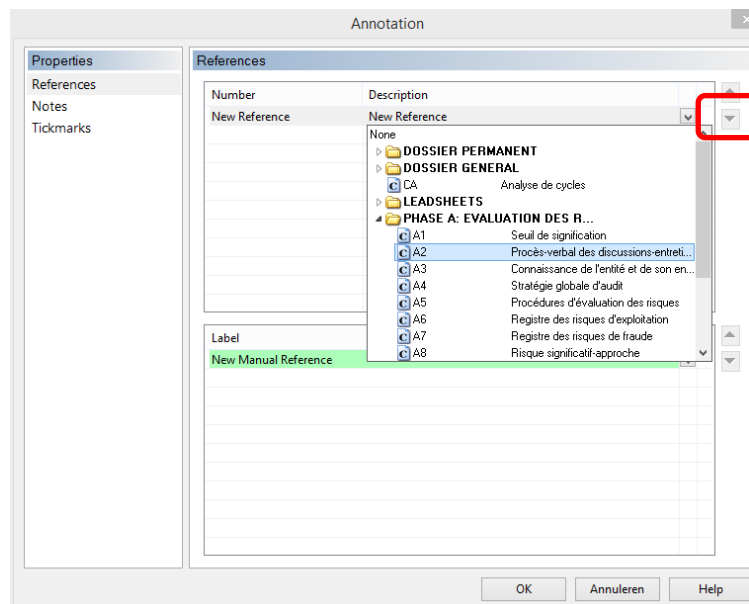 Annotation
Properties
References
Notes
Tickmarks
References
Number Description
New Reference New Reference
None
DOSSIER PERMANENT
DOSSIER GENERAL
CA Analyse de cycles
LEADSHEETS
PHASE A: EVALUATION DES R...
A1 Seuil de signification
A2 Procès-verbal des discussions-entreti...
A3 Connaissance de l'entité et de son en...
A4 Stratégie globale d'audit
A5 Procédures d'évaluation des risques
A6 Registre des risques d'exploitation
A7 Registre des risques de fraude
A8 Risque significatif-approche
Label
New Manual Reference
OK Annuleren Help